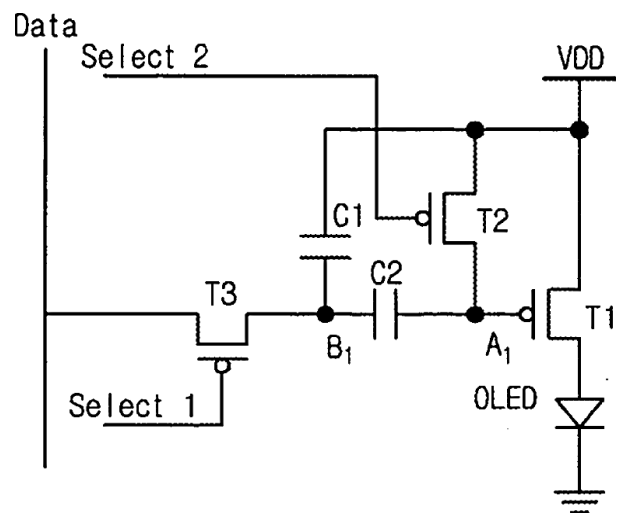 Data
Select 2
VDD
C1
T2
C2
T3
T1
B₁
A₁
OLED
Select 1